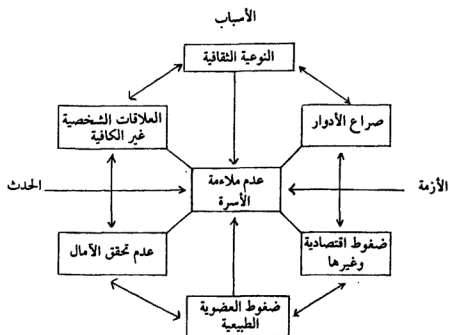 الأسباب
النوعية الثقافية
صراع الأدوار
العلاقات الشخصية
غير الكافية
عدم ملاءمة
الأسرة
الأزمة
الحدث
ضغوط اقتصادية
وغيرها
عدم تحقق الآمال
ضغوط العضوية
الطبيعية